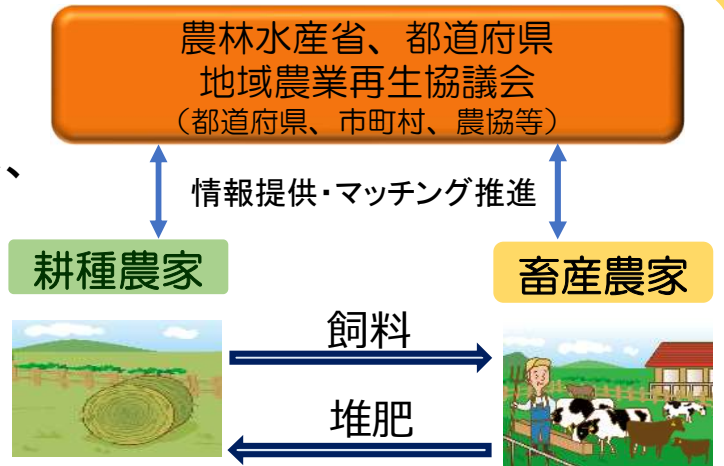 農林水産省、都道府県
地域農業再生協議会
（都道府県、市町村、農協等）
、
情報提供・マッチング推進
耕種農家
畜産農家
飼料
堆肥